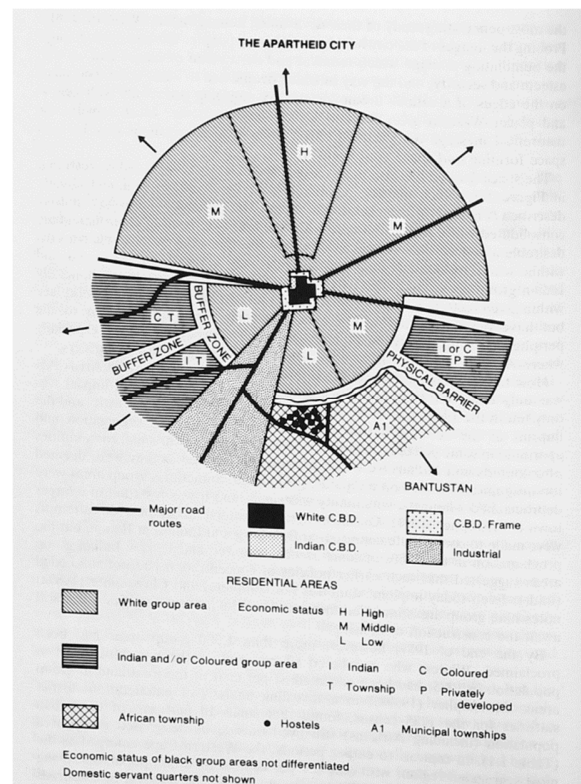 THE APARTHEID CITY
H
M
M
C T
BUFFER ZONE
L
M
BUFFER ZONE
I T
L
I or C
P
PHYSICAL BARRIER
A1
BANTUSTAN
Major road
routes
White C.B.D.
C.B.D. Frame
Indian C.B.D.
Industrial
RESIDENTIAL AREAS
White group area
Economic status H High
M Middle
L Low
Indian and/or Coloured group area
I Indian C Coloured
T Township P Privately
developed
African township
Hostels
A1 Municipal townships
Economic status of black group areas not differentiated
Domestic servant quarters not shown